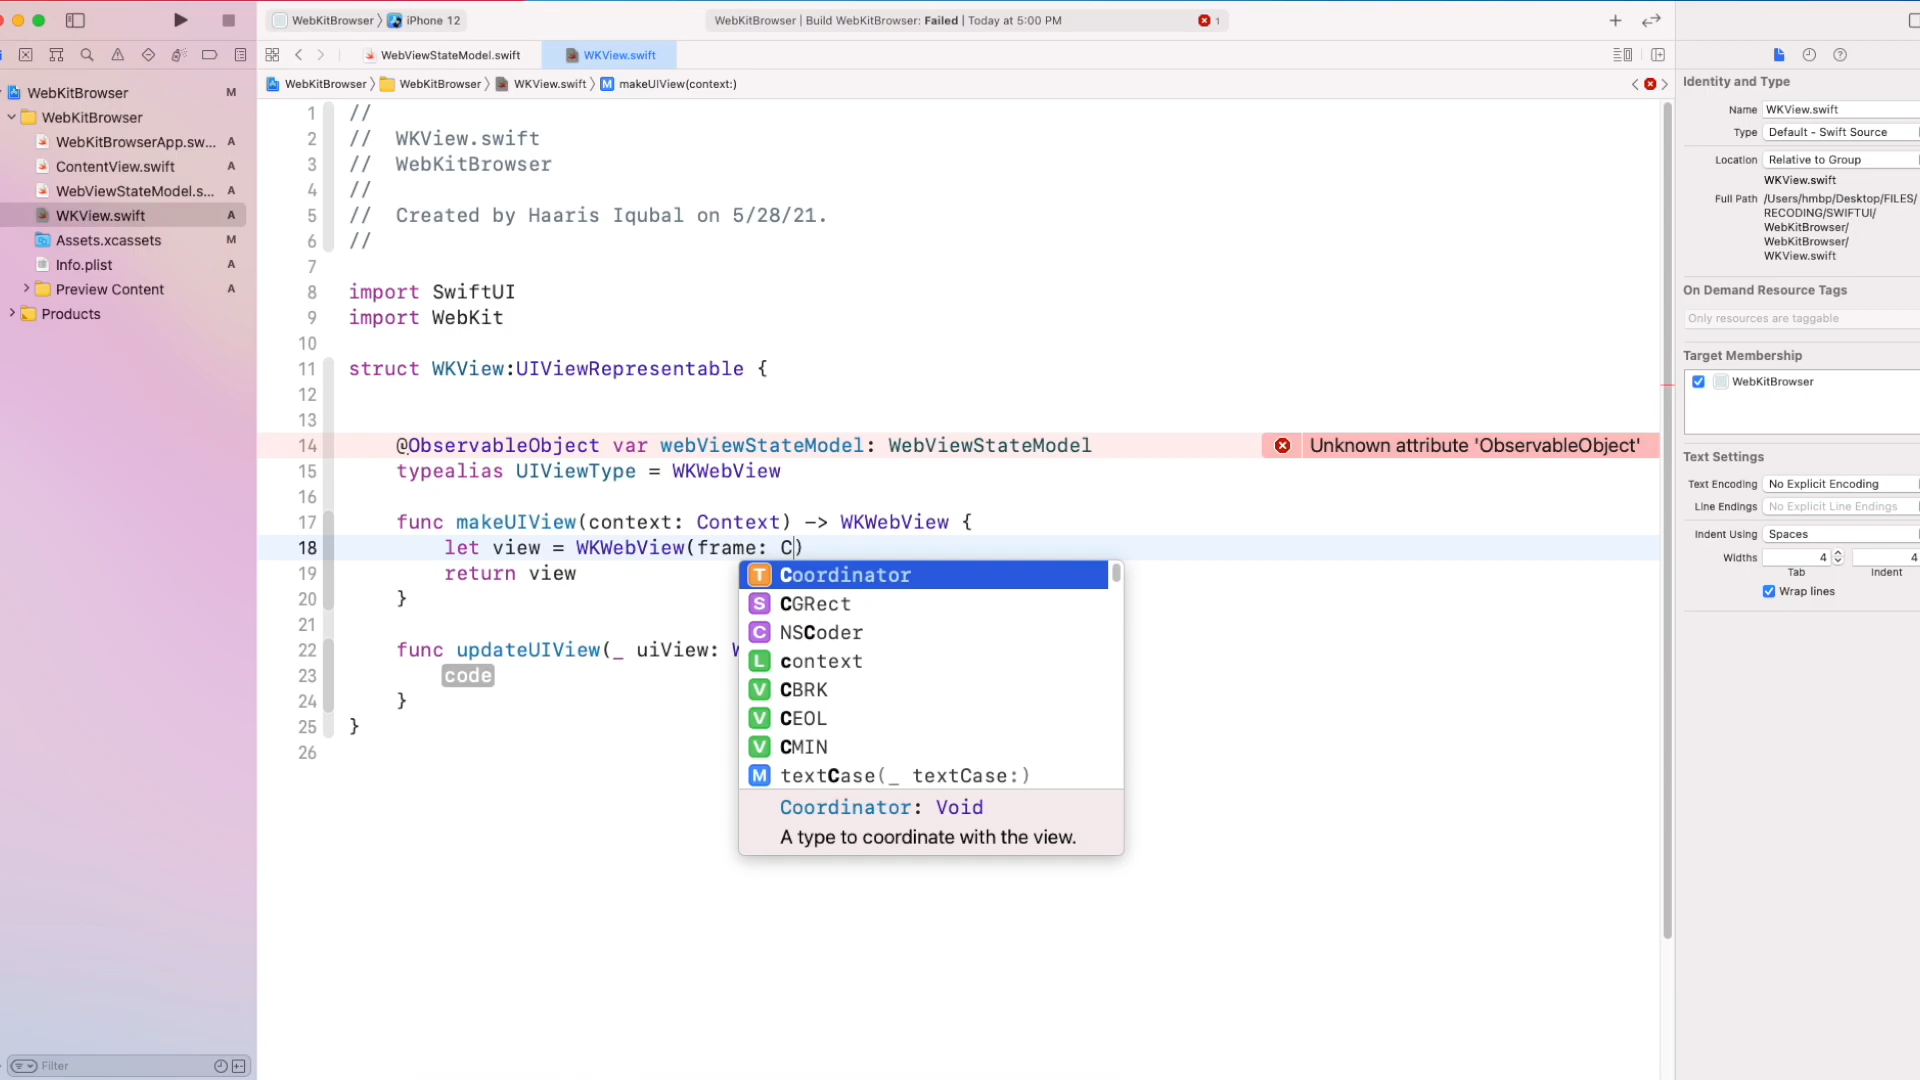 WebKitBrowser 〉 iPhone 12
WebKitBrowser | Build WebKitBrowser: Failed | Today at 5:00 PM
1
WebViewStateModel.swift
WKView.swift
WebKitBrowser 〉 WebKitBrowser 〉 WKView.swift 〉 M makeUIView(context:)
WebKitBrowser M
WebKitBrowser
WebKitBrowserApp.sw... A
ContentView.swift A
WebViewStateModel.s... A
WKView.swift A
Assets.xcassets M
Info.plist A
Preview Content A
Products
Filter
1 //
2 //  WKView.swift
3 //  WebKitBrowser
4 //
5 //  Created by Haaris Iqubal on 5/28/21.
6 //
7
8 import SwiftUI
9 import WebKit
10
11 struct WKView:UIViewRepresentable {
12
13
14 @ObservableObject var webViewStateModel: WebViewStateModel
Unknown attribute 'ObservableObject'
15 typealias UIViewType = WKWebView
16
17 func makeUIView(context: Context) -> WKWebView {
18 let view = WKWebView(frame: C)
19 return view
20 }
21
22 func updateUIView(_ uiView: W
23 code
24 }
25 }
26
T Coordinator
S CGRect
C NSCoder
L context
V CBRK
V CEOL
V CMIN
M textCase(_ textCase:)
Coordinator: Void
A type to coordinate with the view.
Identity and Type
Name WKView.swift
Type Default - Swift Source
Location Relative to Group
WKView.swift
Full Path /Users/hmbp/Desktop/FILES/
RECODING/SWIFTUI/
WebKitBrowser/
WebKitBrowser/
WKView.swift
On Demand Resource Tags
Only resources are taggable
Target Membership
WebKitBrowser
Text Settings
Text Encoding No Explicit Encoding
Line Endings No Explicit Line Endings
Indent Using Spaces
Widths 4 4
Tab Indent
Wrap lines